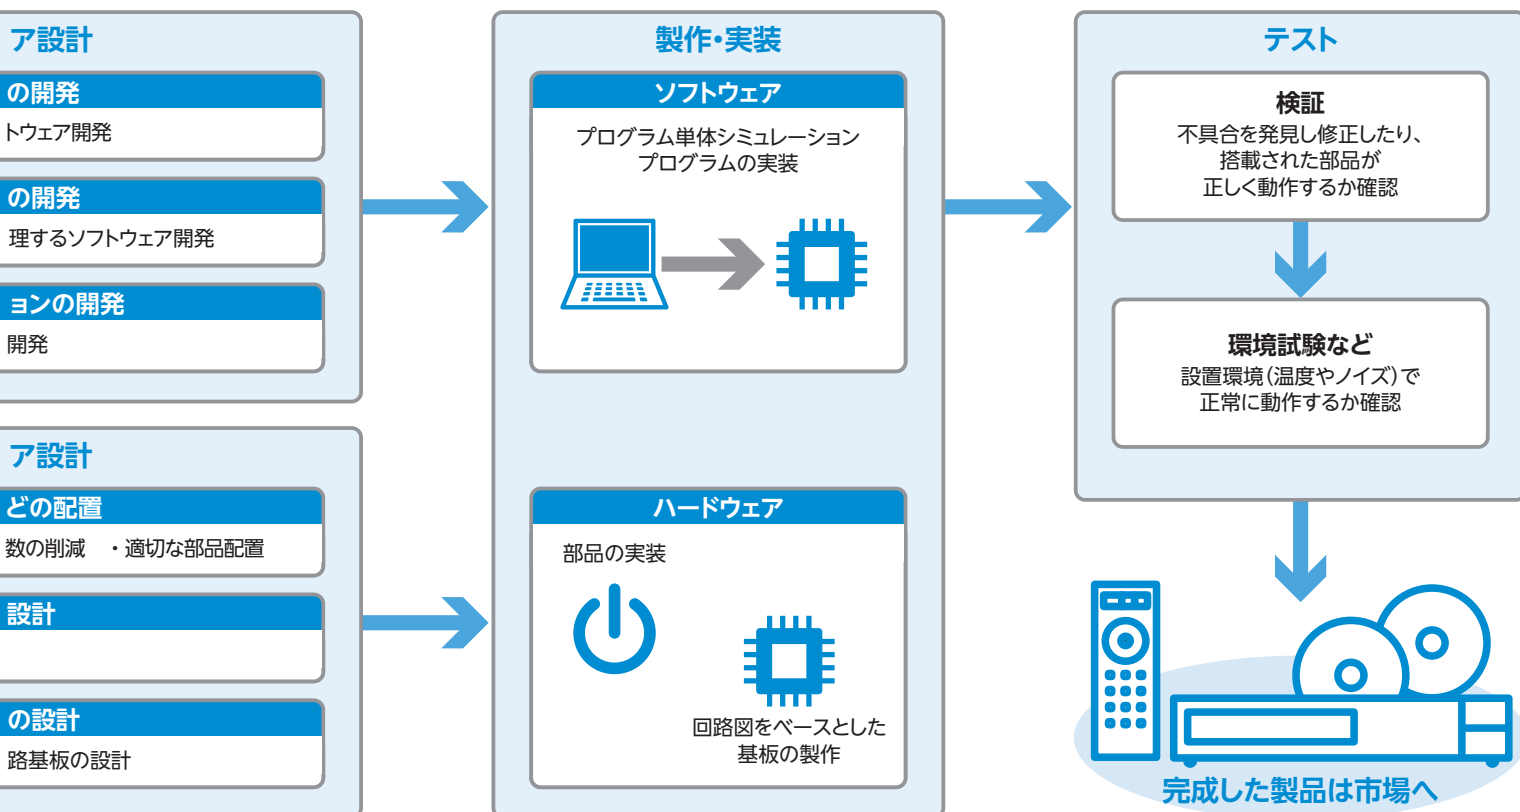 ア設計
の開発
トウェア開発
の開発
理するソフトウェア開発
ョンの開発
開発
ア設計
どの配置
数の削減　・適切な部品配置
設計
の設計
路基板の設計
製作・実装
ソフトウェア
プログラム単体シミュレーション
プログラムの実装
ハードウェア
部品の実装
回路図をベースとした
基板の製作
テスト
検証
不具合を発見し修正したり、
搭載された部品が
正しく動作するか確認
環境試験など
設置環境（温度やノイズ）で
正常に動作するか確認
完成した製品は市場へ